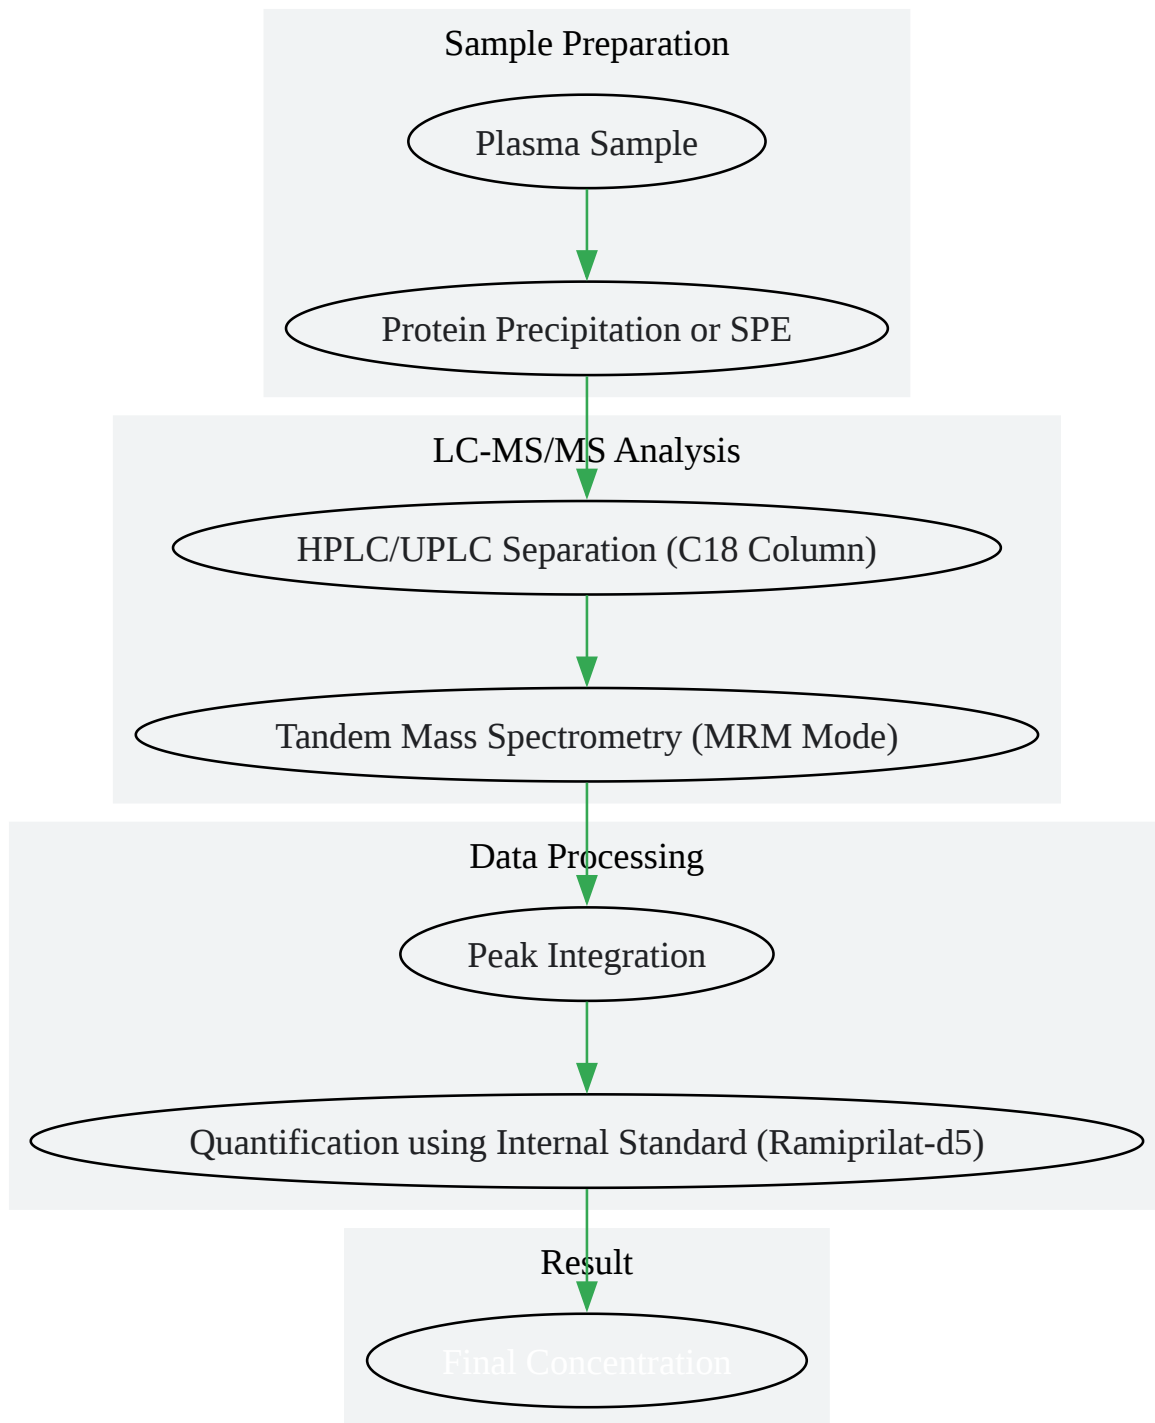 Sample Preparation
Plasma Sample
Protein Precipitation or SPE
LC-MS/MS Analysis
HPLC/UPLC Separation (C18 Column)
Tandem Mass Spectrometry (MRM Mode)
Data Processing
Peak Integration
Quantification using Internal Standard (Ramiprilat-d5)
Result
Final Concentration